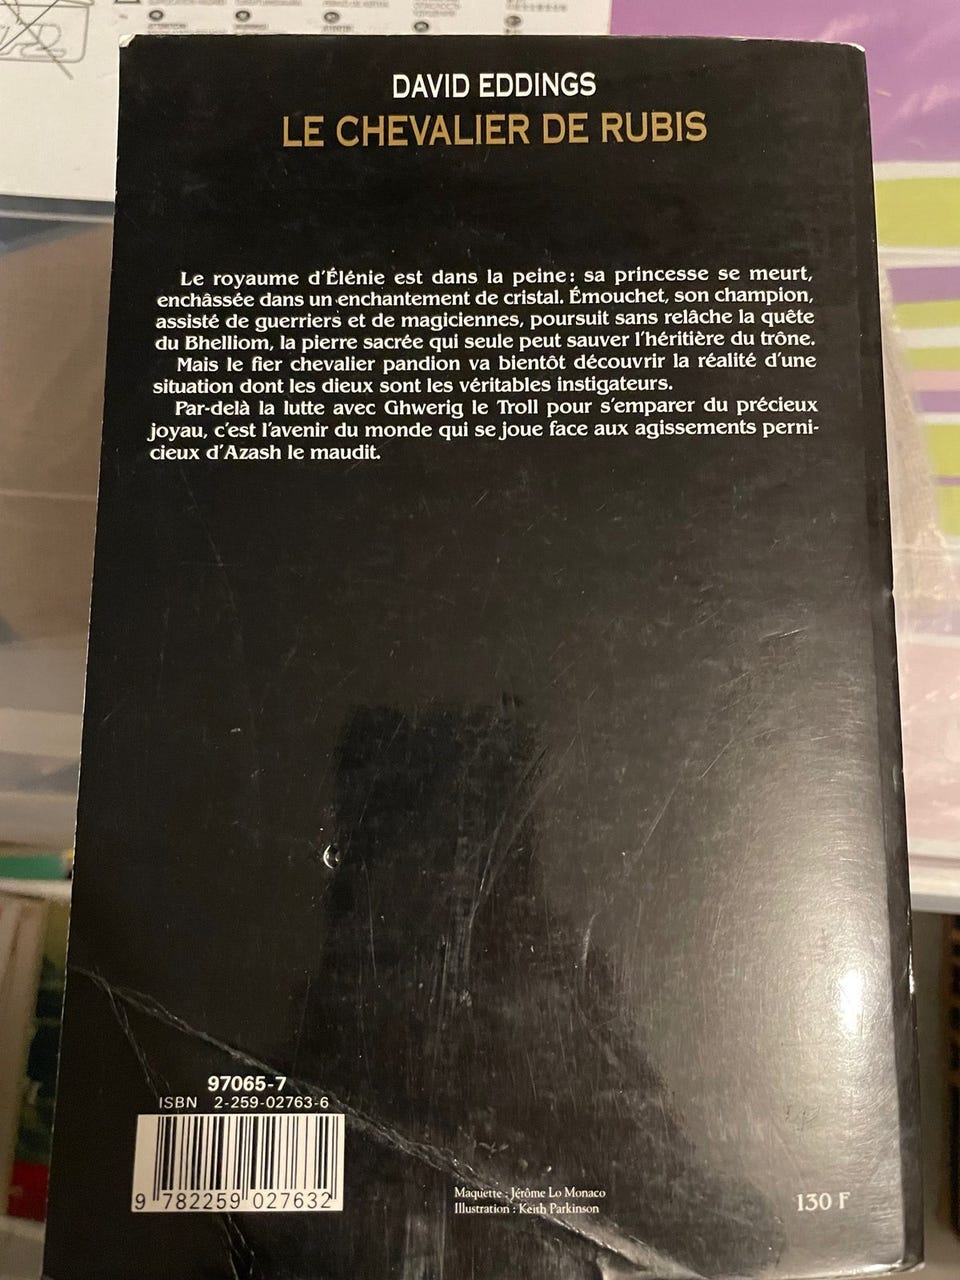 DAVID EDDINGS
LE CHEVALIER DE RUBIS
Le royaume d'Élénie est dans la peine : sa princesse se meurt,
enchâssée dans un enchantement de cristal. Émouchet, son champion,
assisté de guerriers et de magiciennes, poursuit sans relâche la quête
du Bhelliom, la pierre sacrée qui seule peut sauver l'héritière du trône.
Mais le fier chevalier pandion va bientôt découvrir la réalité d'une
situation dont les dieux sont les véritables instigateurs.
Par-delà la lutte avec Ghwerig le Troll pour s'emparer du précieux
joyau, c'est l'avenir du monde qui se joue face aux agissements perni-
cieux d'Azash le maudit.
97065-7
ISBN 2-259-02763-6
9 782259 027632
Maquette : Jérôme Lo Monaco
Illustration : Keith Parkinson
130 F